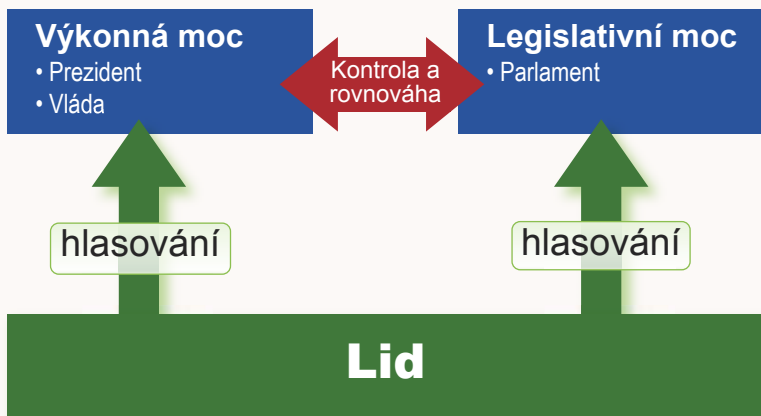 Výkonná moc
• Prezident
• Vláda
Kontrola a
rovnováha
Legislativní moc
• Parlament
hlasování
hlasování
Lid